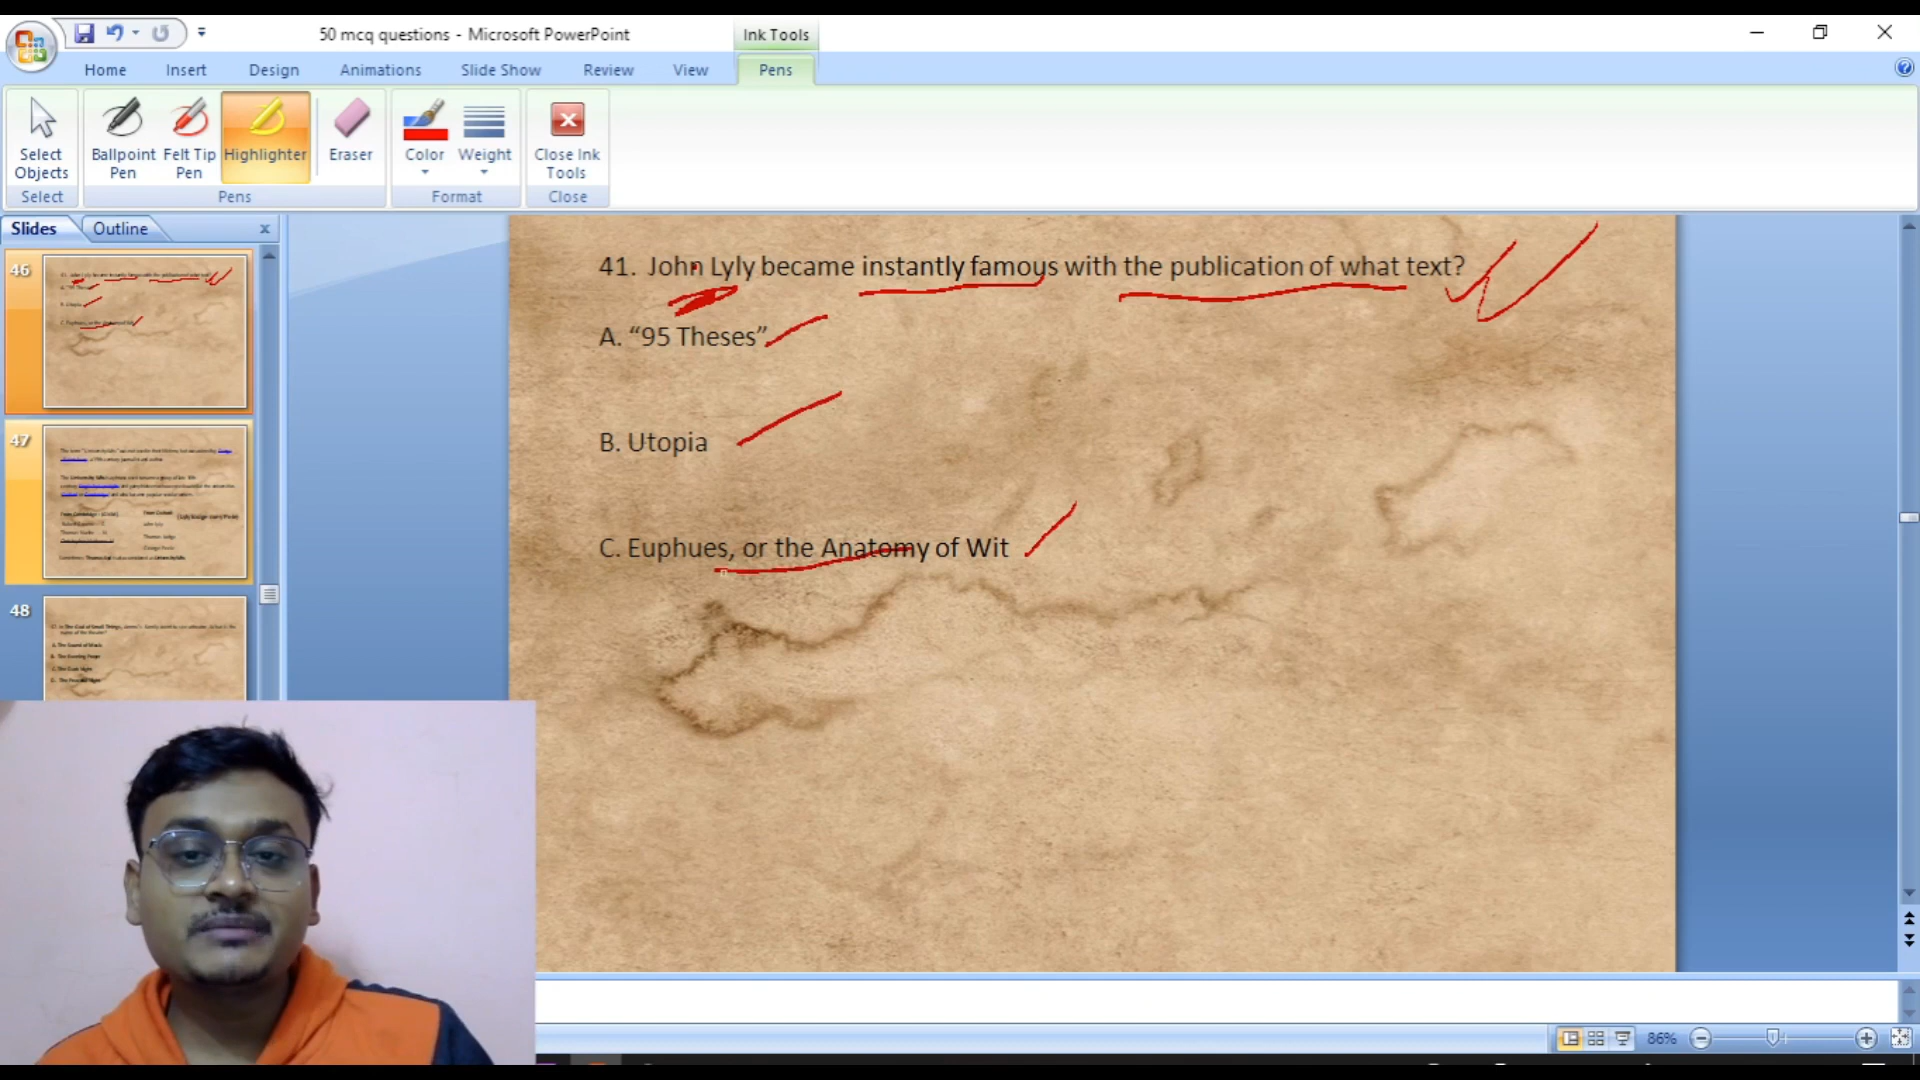 50 mcq questions - Microsoft PowerPoint
Ink Tools
Home Insert Design Animations Slide Show Review View Pens
Select Objects
Ballpoint Pen
Felt Tip Pen
Highlighter
Eraser
Color
Weight
Close Ink Tools
Select
Pens
Format
Close
Slides Outline x
46
47
48
41. John Lyly became instantly famous with the publication of what text?
A. “95 Theses”
B. Utopia
C. Euphues, or the Anatomy of Wit
86%